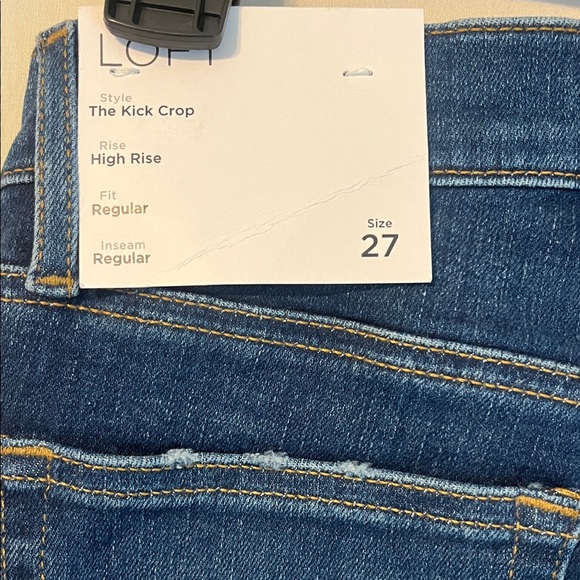 LOFT
Style
The Kick Crop
Rise
High Rise
Fit
Regular
Inseam
Regular
Size
27